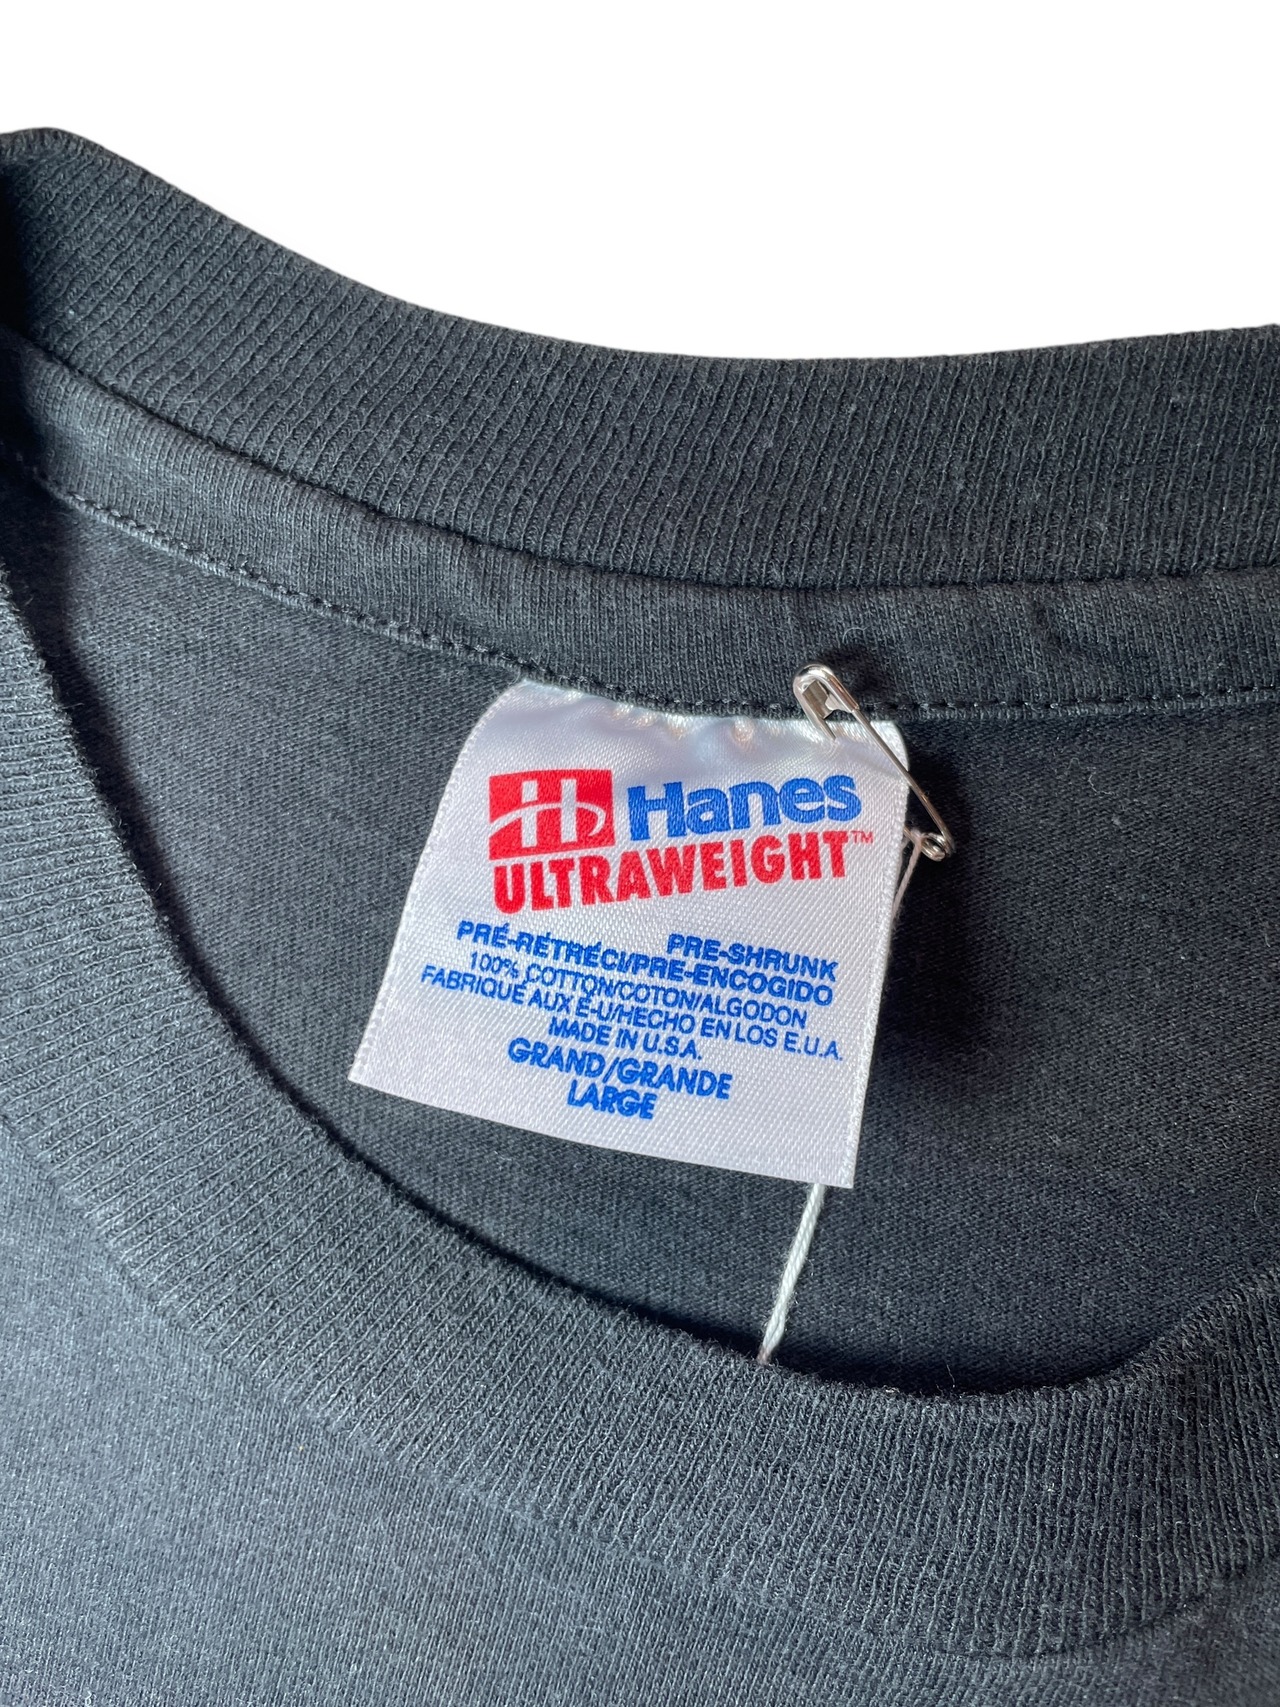 H Hanes
ULTRAWEIGHT™
PRE-SHRUNK
PRÉ-RÉTRÉCI/PRE-ENCOGIDO
100% COTTON/COTON/ALGODON
FABRIQUÉ AUX É-U/HECHO EN LOS E.U.A.
MADE IN U.S.A.
GRAND/GRANDE
LARGE